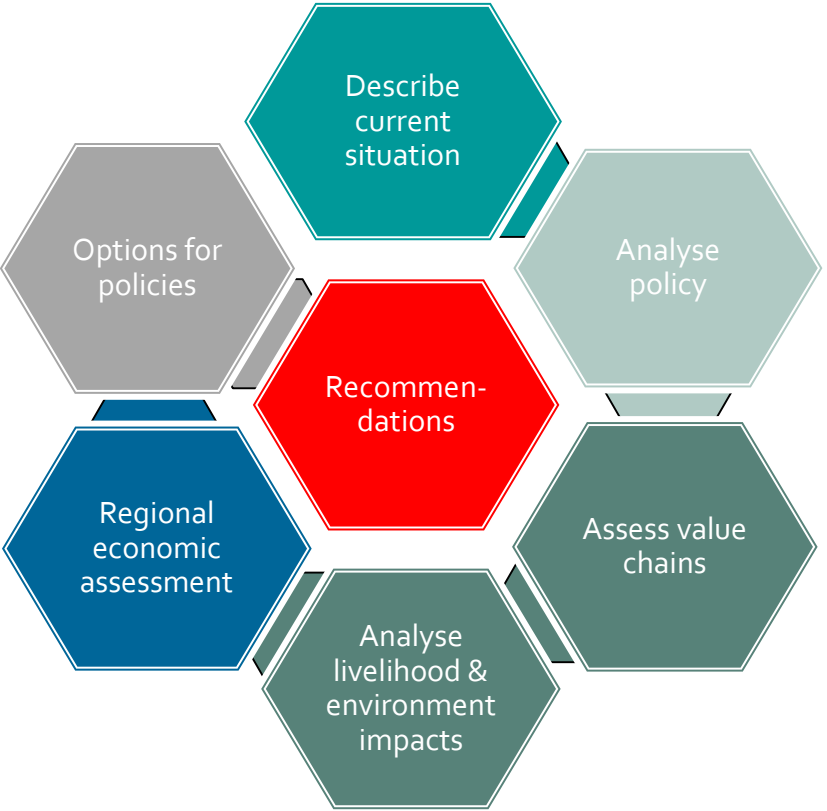 Describe
current
situation
Analyse
policy
Assess value
chains
Analyse
livelihood &
environment
impacts
Regional
economic
assessment
Options for
policies
Recommen-
dations